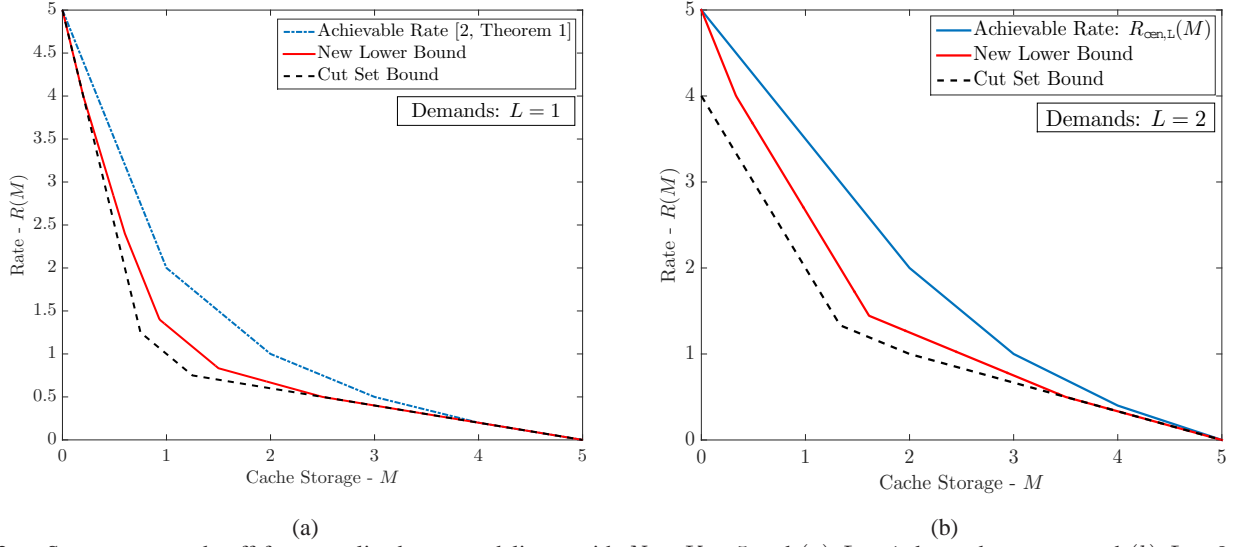 5
4.5
4
3.5
3
2.5
2
1.5
1
0.5
0
0 1 2 3 4 5
Rate - R(M)
Cache Storage - M
Achievable Rate [2, Theorem 1]
New Lower Bound
Cut Set Bound
Demands: L = 1
(a)
5
4
3
2
1
0
0 1 2 3 4 5
Rate - R(M)
Cache Storage - M
Achievable Rate: R_cen,L(M)
New Lower Bound
Cut Set Bound
Demands: L = 2
(b)